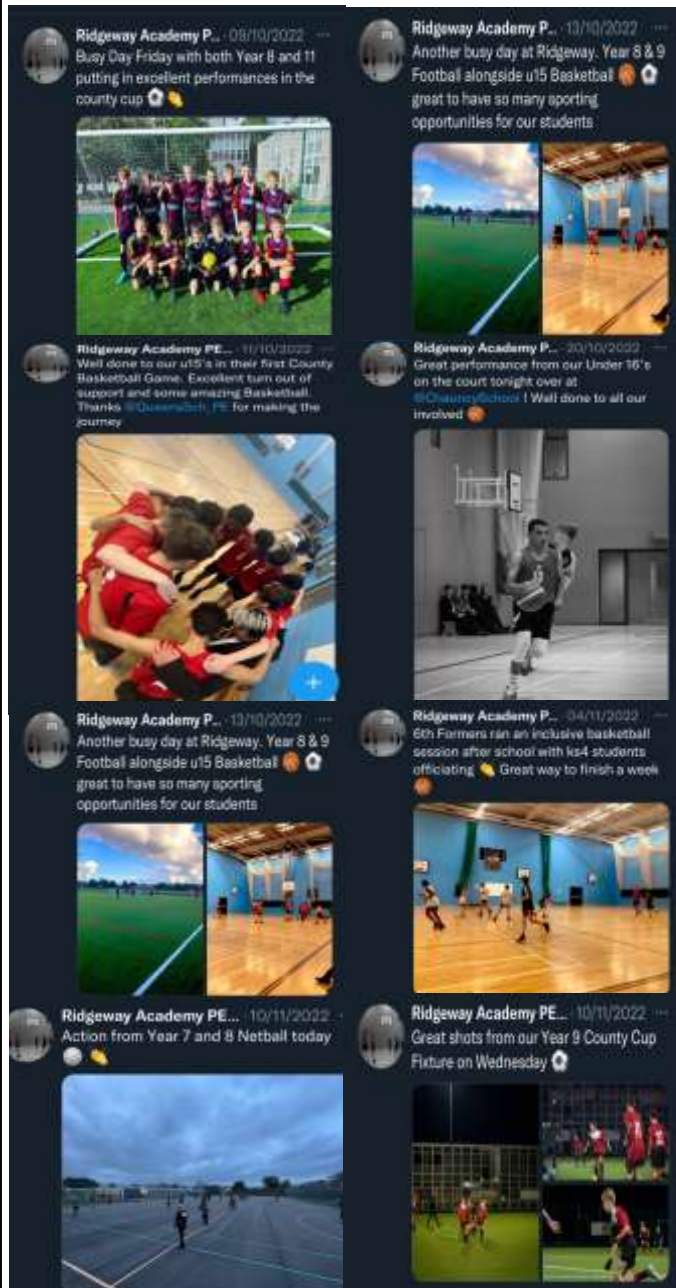 Ridgeway Academy P... · 09/10/2022 ···
Busy Day Friday with both Year 8 and 11
putting in excellent performances in the
county cup ⚽ 👏
Ridgeway Academy P... · 13/10/2022 ···
Another busy day at Ridgeway. Year 8 & 9
Football alongside u15 Basketball 🏀 ⚽
great to have so many sporting
opportunities for our students
Ridgeway Academy PE... · 11/10/2022 ···
Well done to our u15's in their first County
Basketball Game. Excellent turn out of
support and some amazing Basketball.
Thanks @QueensSch_PE for making the
journey
Ridgeway Academy P... · 20/10/2022 ···
Great performance from our Under 16's
on the court tonight over at
@ChaunCySchool ! Well done to all our
involved 🏀
Ridgeway Academy P... · 13/10/2022 ···
Another busy day at Ridgeway. Year 8 & 9
Football alongside u15 Basketball 🏀 ⚽
great to have so many sporting
opportunities for our students
Ridgeway Academy P... · 04/11/2022 ···
6th Formers ran an inclusive basketball
session after school with ks4 students
officiating 👏 Great way to finish a week
🏀
Ridgeway Academy PE... · 10/11/2022 ·
Action from Year 7 and 8 Netball today
🏐 👏
Ridgeway Academy PE... · 10/11/2022 ···
Great shots from our Year 9 County Cup
Fixture on Wednesday ⚽